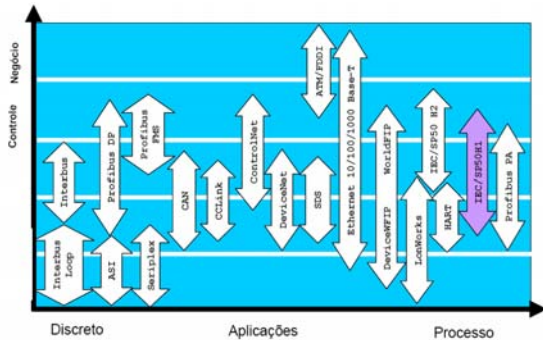 Negócio
Controle
Interbus
Interbus Loop
Profibus DP
ASI
Profibus FMS
Seriplex
CAN
CCLink
ControlNet
DeviceNet
SDS
ATM/FDDI
Ethernet 10/100/1000 Base-T
WorldFIP
DeviceWFIP
LonWorks
IEC/SP50 H2
HART
IEC/SP50H1
Profibus PA
Discreto
Aplicações
Processo